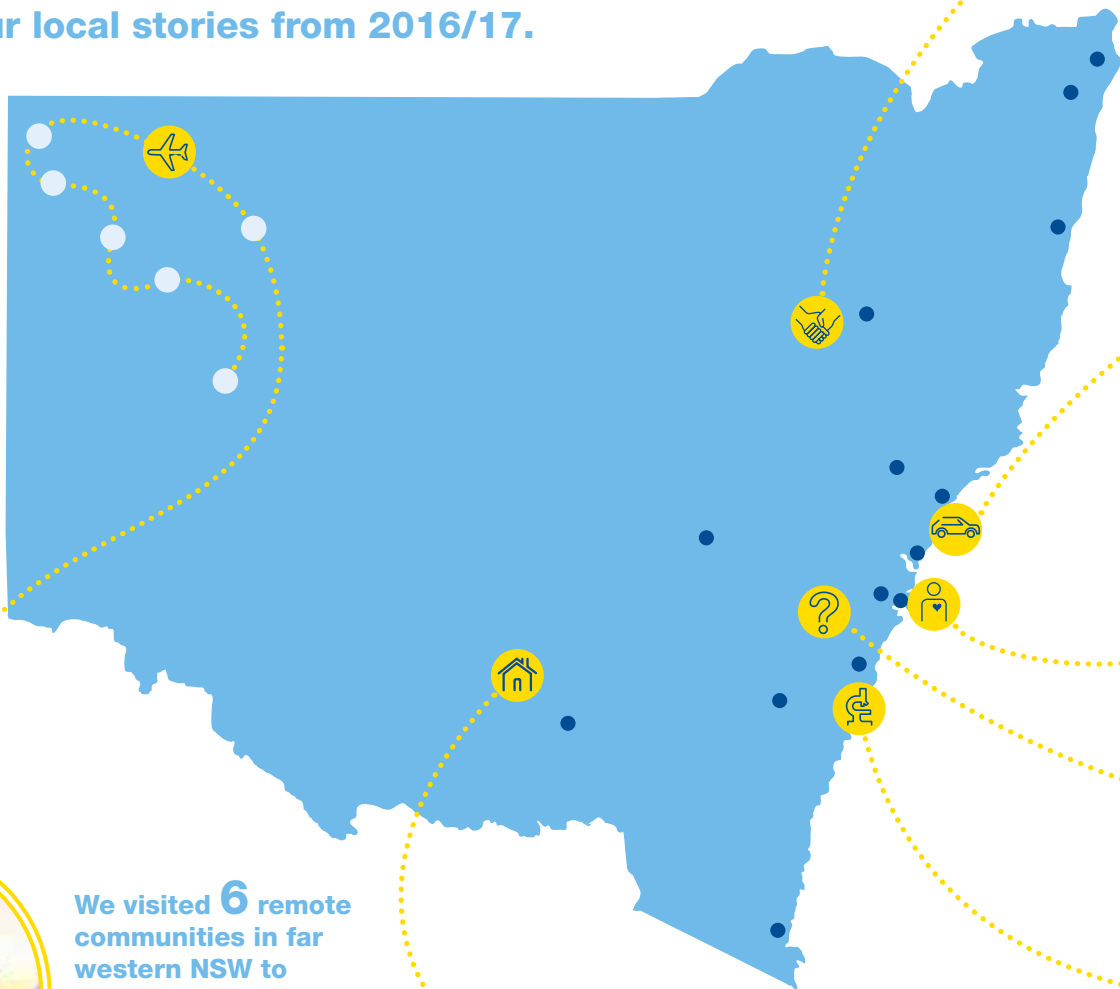 r local stories from 2016/17.
We visited 6 remote
communities in far
western NSW to